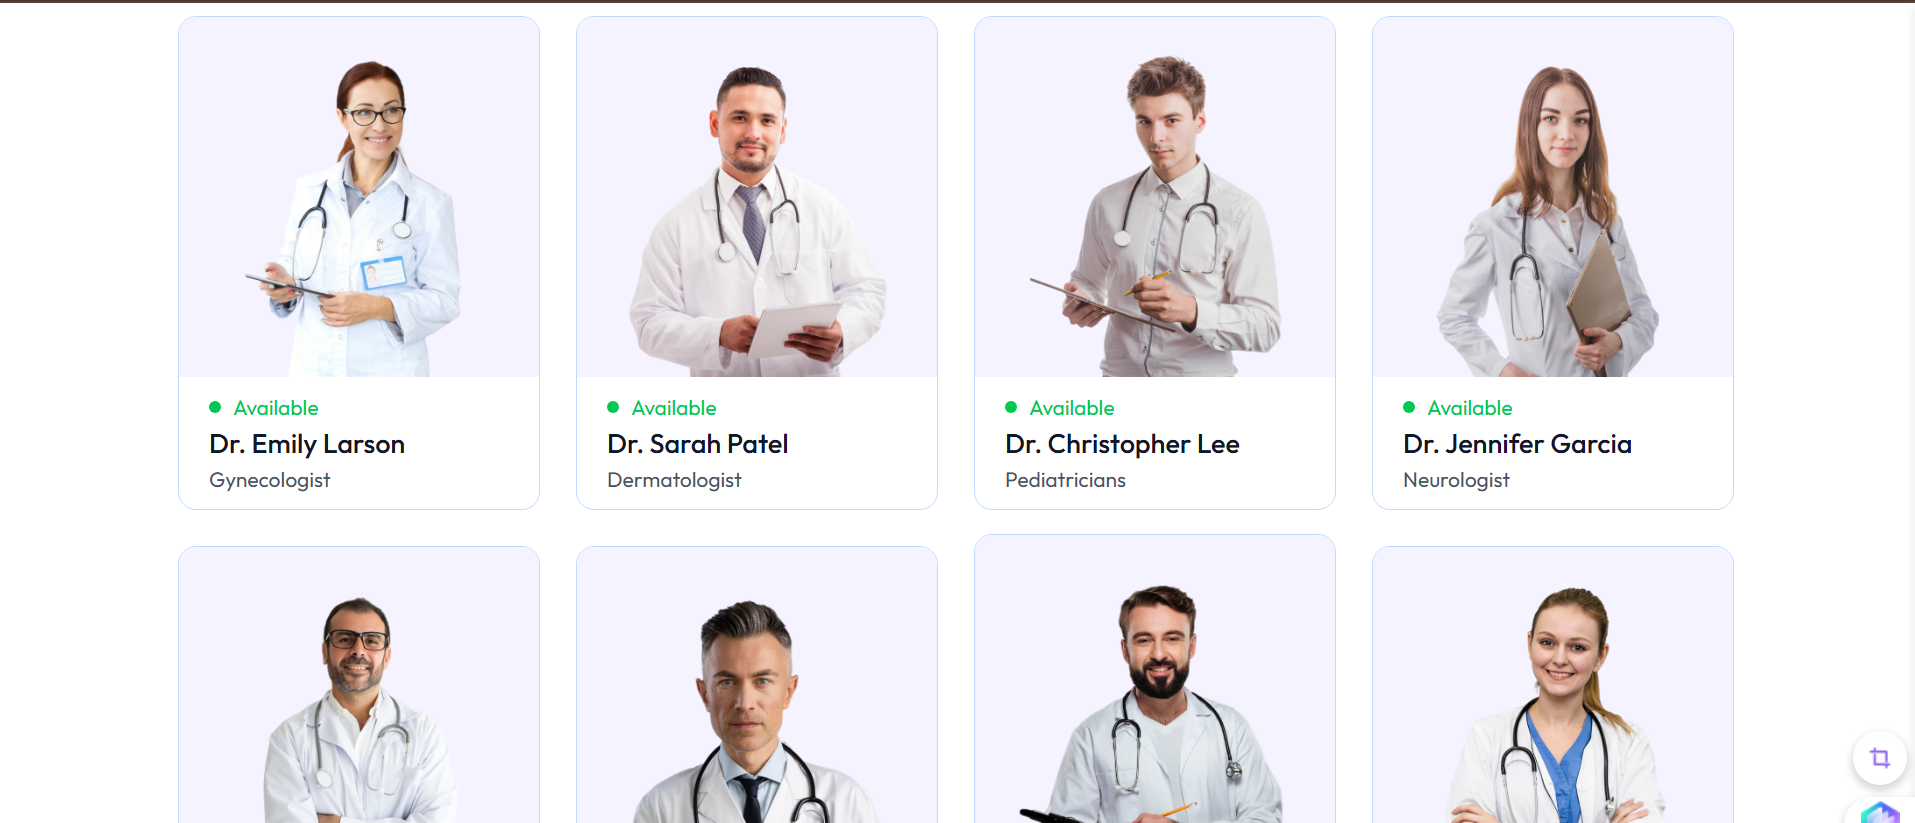 Available
Dr. Emily Larson
Gynecologist
Available
Dr. Sarah Patel
Dermatologist
Available
Dr. Christopher Lee
Pediatricians
Available
Dr. Jennifer Garcia
Neurologist